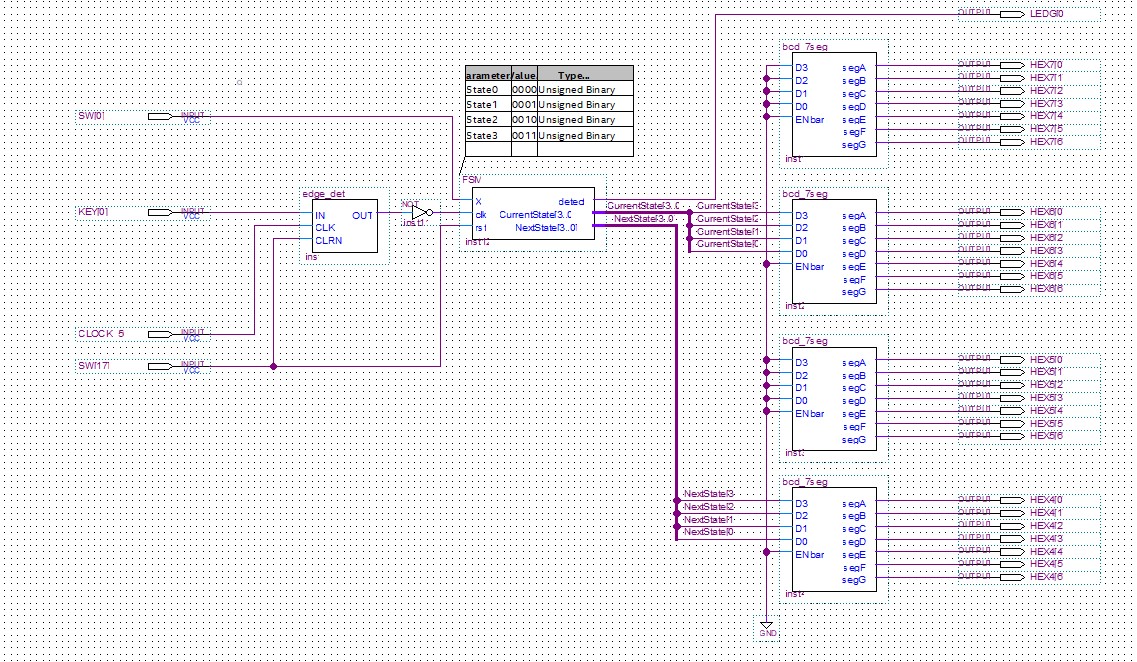 OUTPUT LEDG[0
bcd_7seg
D3 segA OUTPUT HEX7[0
D2 segB OUTPUT HEX7[1
D1 segC OUTPUT HEX7[2
D0 segD OUTPUT HEX7[3
ENbar segE OUTPUT HEX7[4
segF OUTPUT HEX7[5
segG OUTPUT HEX7[6
inst
arameter Value Type...
State0 0000 Unsigned Binary
State1 0001 Unsigned Binary
State2 0010 Unsigned Binary
State3 0011 Unsigned Binary
SW[0] INPUT VCC
FSM
X deted
clk CurrentState[3..0
rst NextState[3..0]
inst12
CurrentState[3..0
NextState[3..0
edge_det
IN OUT
CLK
CLRN
ins
NOT
inst1
KEY[0] INPUT VCC
CLOCK_5 INPUT VCC
SW[17] INPUT VCC
bcd_7seg
CurrentState[3 D3 segA OUTPUT HEX6[0
CurrentState[2 D2 segB OUTPUT HEX6[1
CurrentState[1 D1 segC OUTPUT HEX6[2
CurrentState[0 D0 segD OUTPUT HEX6[3
ENbar segE OUTPUT HEX6[4
segF OUTPUT HEX6[5
segG OUTPUT HEX6[6
inst2
bcd_7seg
D3 segA OUTPUT HEX5[0
D2 segB OUTPUT HEX5[1
D1 segC OUTPUT HEX5[2
D0 segD OUTPUT HEX5[3
ENbar segE OUTPUT HEX5[4
segF OUTPUT HEX5[5
segG OUTPUT HEX5[6
inst3
bcd_7seg
NextState[3 D3 segA OUTPUT HEX4[0
NextState[2 D2 segB OUTPUT HEX4[1
NextState[1 D1 segC OUTPUT HEX4[2
NextState[0 D0 segD OUTPUT HEX4[3
ENbar segE OUTPUT HEX4[4
segF OUTPUT HEX4[5
segG OUTPUT HEX4[6
inst
GND